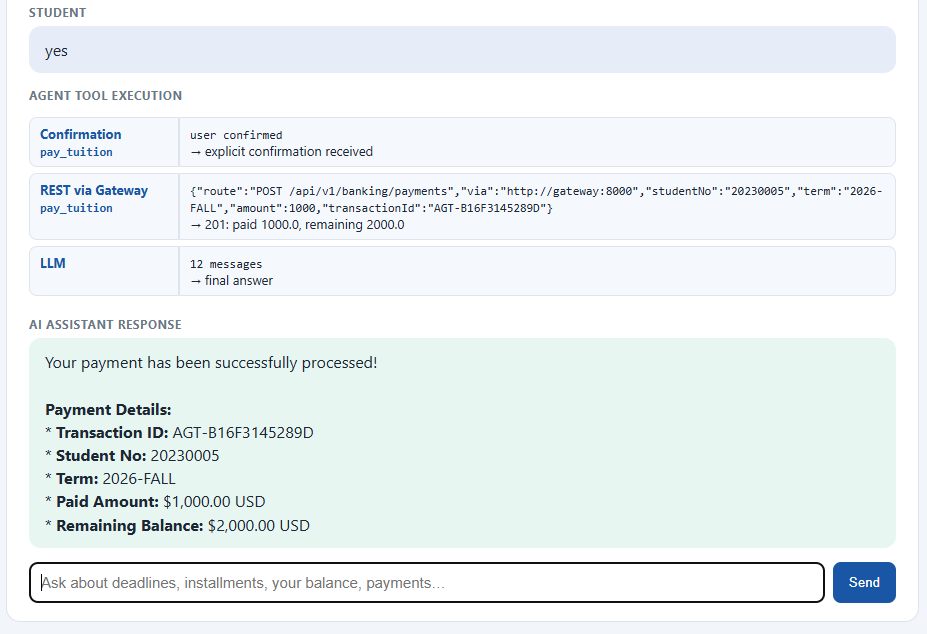 STUDENT
yes
AGENT TOOL EXECUTION
Confirmation
pay_tuition
user confirmed
→ explicit confirmation received
REST via Gateway
pay_tuition
{"route":"POST /api/v1/banking/payments","via":"http://gateway:8000","studentNo":"20230005","term":"2026-
FALL","amount":1000,"transactionId":"AGT-B16F3145289D"}
→ 201: paid 1000.0, remaining 2000.0
LLM
12 messages
→ final answer
AI ASSISTANT RESPONSE
Your payment has been successfully processed!
Payment Details:
* Transaction ID: AGT-B16F3145289D
* Student No: 20230005
* Term: 2026-FALL
* Paid Amount: $1,000.00 USD
* Remaining Balance: $2,000.00 USD
Ask about deadlines, installments, your balance, payments…
Send